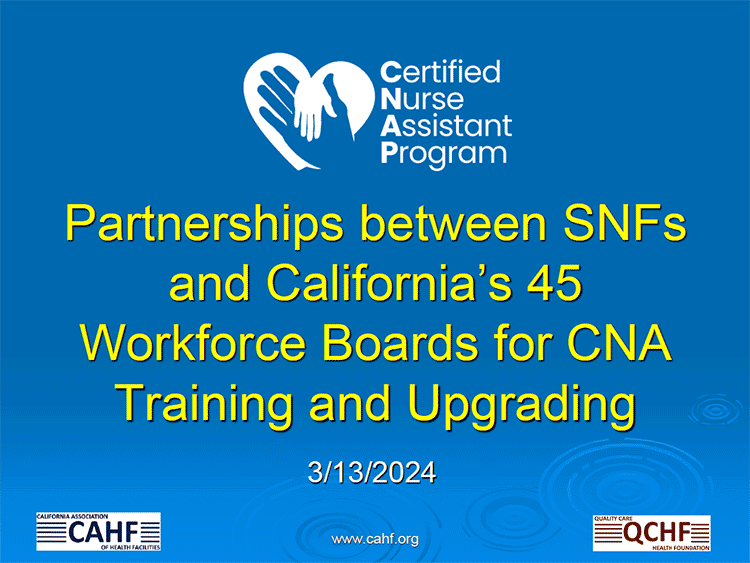 Certified
Nurse
Assistant
Program
Partnerships between SNFs
and California’s 45
Workforce Boards for CNA
Training and Upgrading
3/13/2024
CALIFORNIA ASSOCIATION
CAHF
OF HEALTH FACILITIES
www.cahf.org
QUALITY CARE
QCHF
HEALTH FOUNDATION